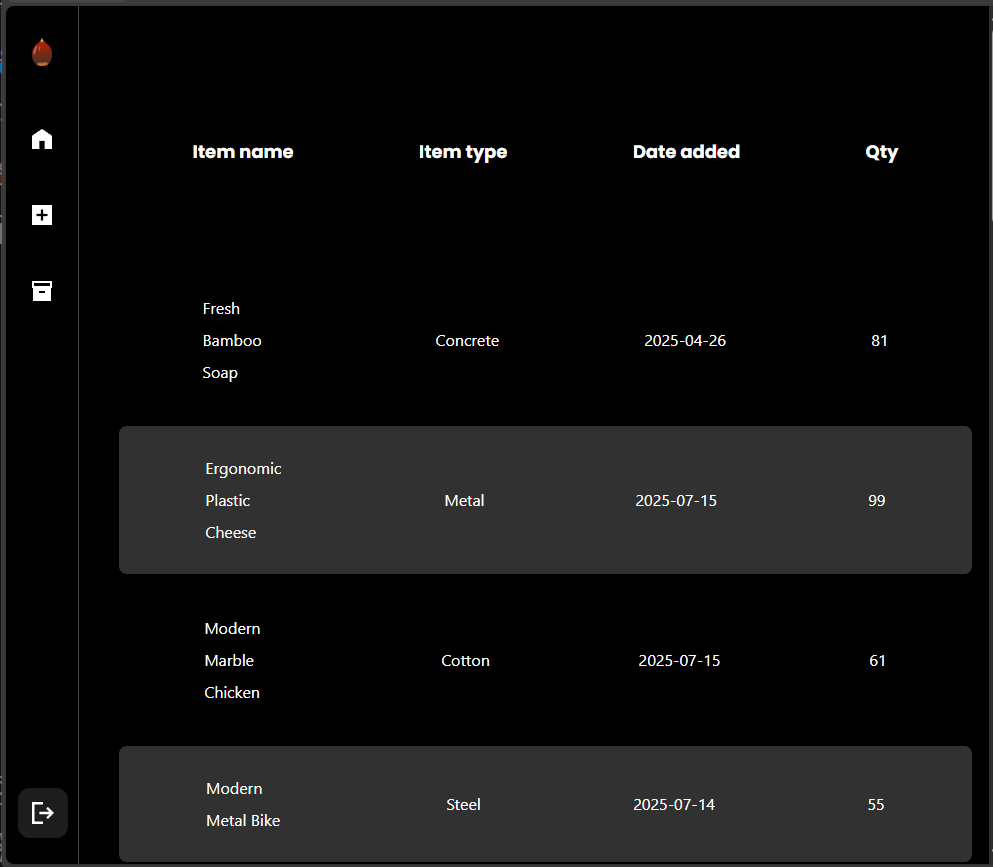 Item name Item type Date added Qty
Fresh
Bamboo Concrete 2025-04-26 81
Soap
Ergonomic
Plastic Metal 2025-07-15 99
Cheese
Modern
Marble Cotton 2025-07-15 61
Chicken
Modern
Metal Bike Steel 2025-07-14 55